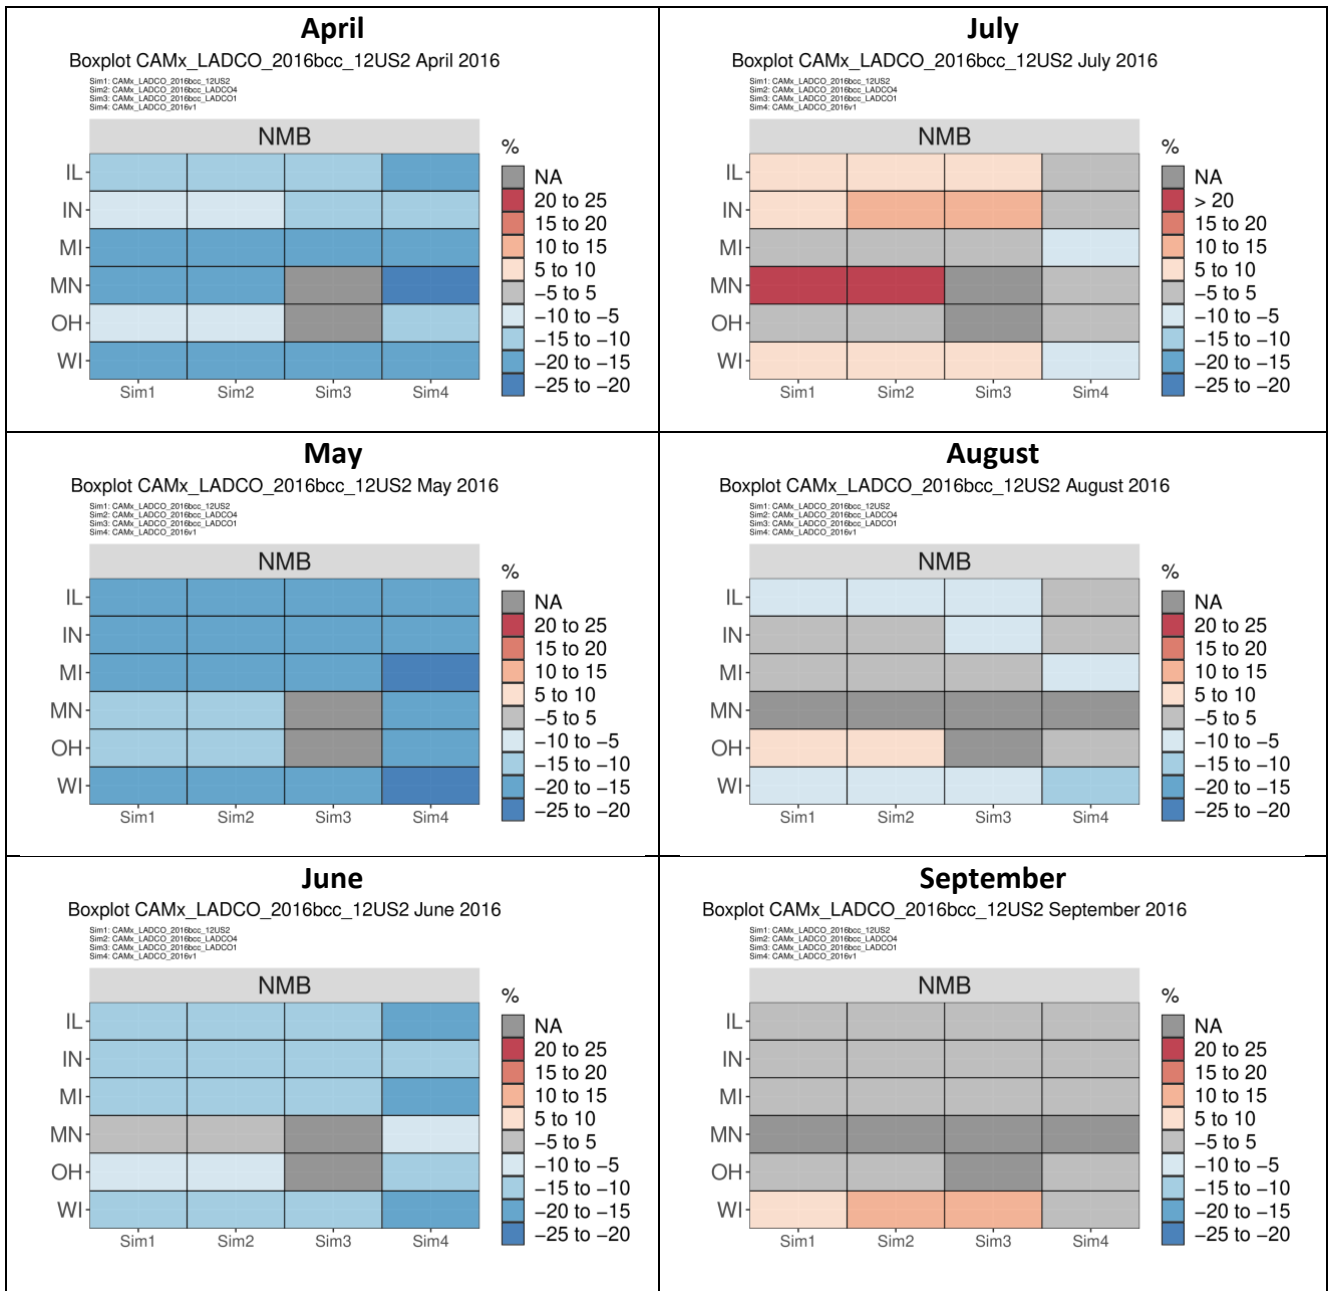 April
Boxplot CAMx_LADCO_2016bcc_12US2 April 2016
Sim1: CAMx_LADCO_2016bcc_12US2
Sim2: CAMx_LADCO_2016bcc_LADCO4
Sim3: CAMx_LADCO_2016bcc_LADCO1
Sim4: CAMx_LADCO_2016v1
NMB
IL
IN
MI
MN
OH
WI
Sim1 Sim2 Sim3 Sim4
%
NA
20 to 25
15 to 20
10 to 15
5 to 10
−5 to 5
−10 to −5
−15 to −10
−20 to −15
−25 to −20
July
Boxplot CAMx_LADCO_2016bcc_12US2 July 2016
Sim1: CAMx_LADCO_2016bcc_12US2
Sim2: CAMx_LADCO_2016bcc_LADCO4
Sim3: CAMx_LADCO_2016bcc_LADCO1
Sim4: CAMx_LADCO_2016v1
NMB
IL
IN
MI
MN
OH
WI
Sim1 Sim2 Sim3 Sim4
%
NA
> 20
15 to 20
10 to 15
5 to 10
−5 to 5
−10 to −5
−15 to −10
−20 to −15
−25 to −20
May
Boxplot CAMx_LADCO_2016bcc_12US2 May 2016
Sim1: CAMx_LADCO_2016bcc_12US2
Sim2: CAMx_LADCO_2016bcc_LADCO4
Sim3: CAMx_LADCO_2016bcc_LADCO1
Sim4: CAMx_LADCO_2016v1
NMB
IL
IN
MI
MN
OH
WI
Sim1 Sim2 Sim3 Sim4
%
NA
20 to 25
15 to 20
10 to 15
5 to 10
−5 to 5
−10 to −5
−15 to −10
−20 to −15
−25 to −20
August
Boxplot CAMx_LADCO_2016bcc_12US2 August 2016
Sim1: CAMx_LADCO_2016bcc_12US2
Sim2: CAMx_LADCO_2016bcc_LADCO4
Sim3: CAMx_LADCO_2016bcc_LADCO1
Sim4: CAMx_LADCO_2016v1
NMB
IL
IN
MI
MN
OH
WI
Sim1 Sim2 Sim3 Sim4
%
NA
20 to 25
15 to 20
10 to 15
5 to 10
−5 to 5
−10 to −5
−15 to −10
−20 to −15
−25 to −20
June
Boxplot CAMx_LADCO_2016bcc_12US2 June 2016
Sim1: CAMx_LADCO_2016bcc_12US2
Sim2: CAMx_LADCO_2016bcc_LADCO4
Sim3: CAMx_LADCO_2016bcc_LADCO1
Sim4: CAMx_LADCO_2016v1
NMB
IL
IN
MI
MN
OH
WI
Sim1 Sim2 Sim3 Sim4
%
NA
20 to 25
15 to 20
10 to 15
5 to 10
−5 to 5
−10 to −5
−15 to −10
−20 to −15
−25 to −20
September
Boxplot CAMx_LADCO_2016bcc_12US2 September 2016
Sim1: CAMx_LADCO_2016bcc_12US2
Sim2: CAMx_LADCO_2016bcc_LADCO4
Sim3: CAMx_LADCO_2016bcc_LADCO1
Sim4: CAMx_LADCO_2016v1
NMB
IL
IN
MI
MN
OH
WI
Sim1 Sim2 Sim3 Sim4
%
NA
20 to 25
15 to 20
10 to 15
5 to 10
−5 to 5
−10 to −5
−15 to −10
−20 to −15
−25 to −20